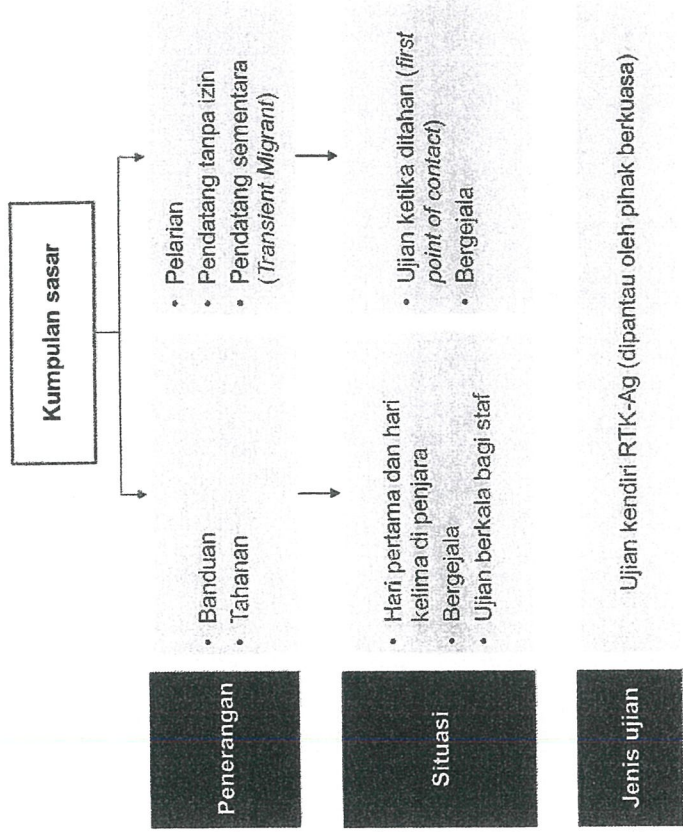 Kumpulan sasar
Penerangan
• Banduan
• Tahanan
• Pelarian
• Pendatang tanpa izin
• Pendatang sementara
(Transient Migrant)
Situasi
• Hari pertama dan hari
kelima di penjara
• Bergejala
• Ujian berkala bagi staf
• Ujian ketika ditahan (first
point of contact)
• Bergejala
Jenis ujian
Ujian kendiri RTK-Ag (dipantau oleh pihak berkuasa)